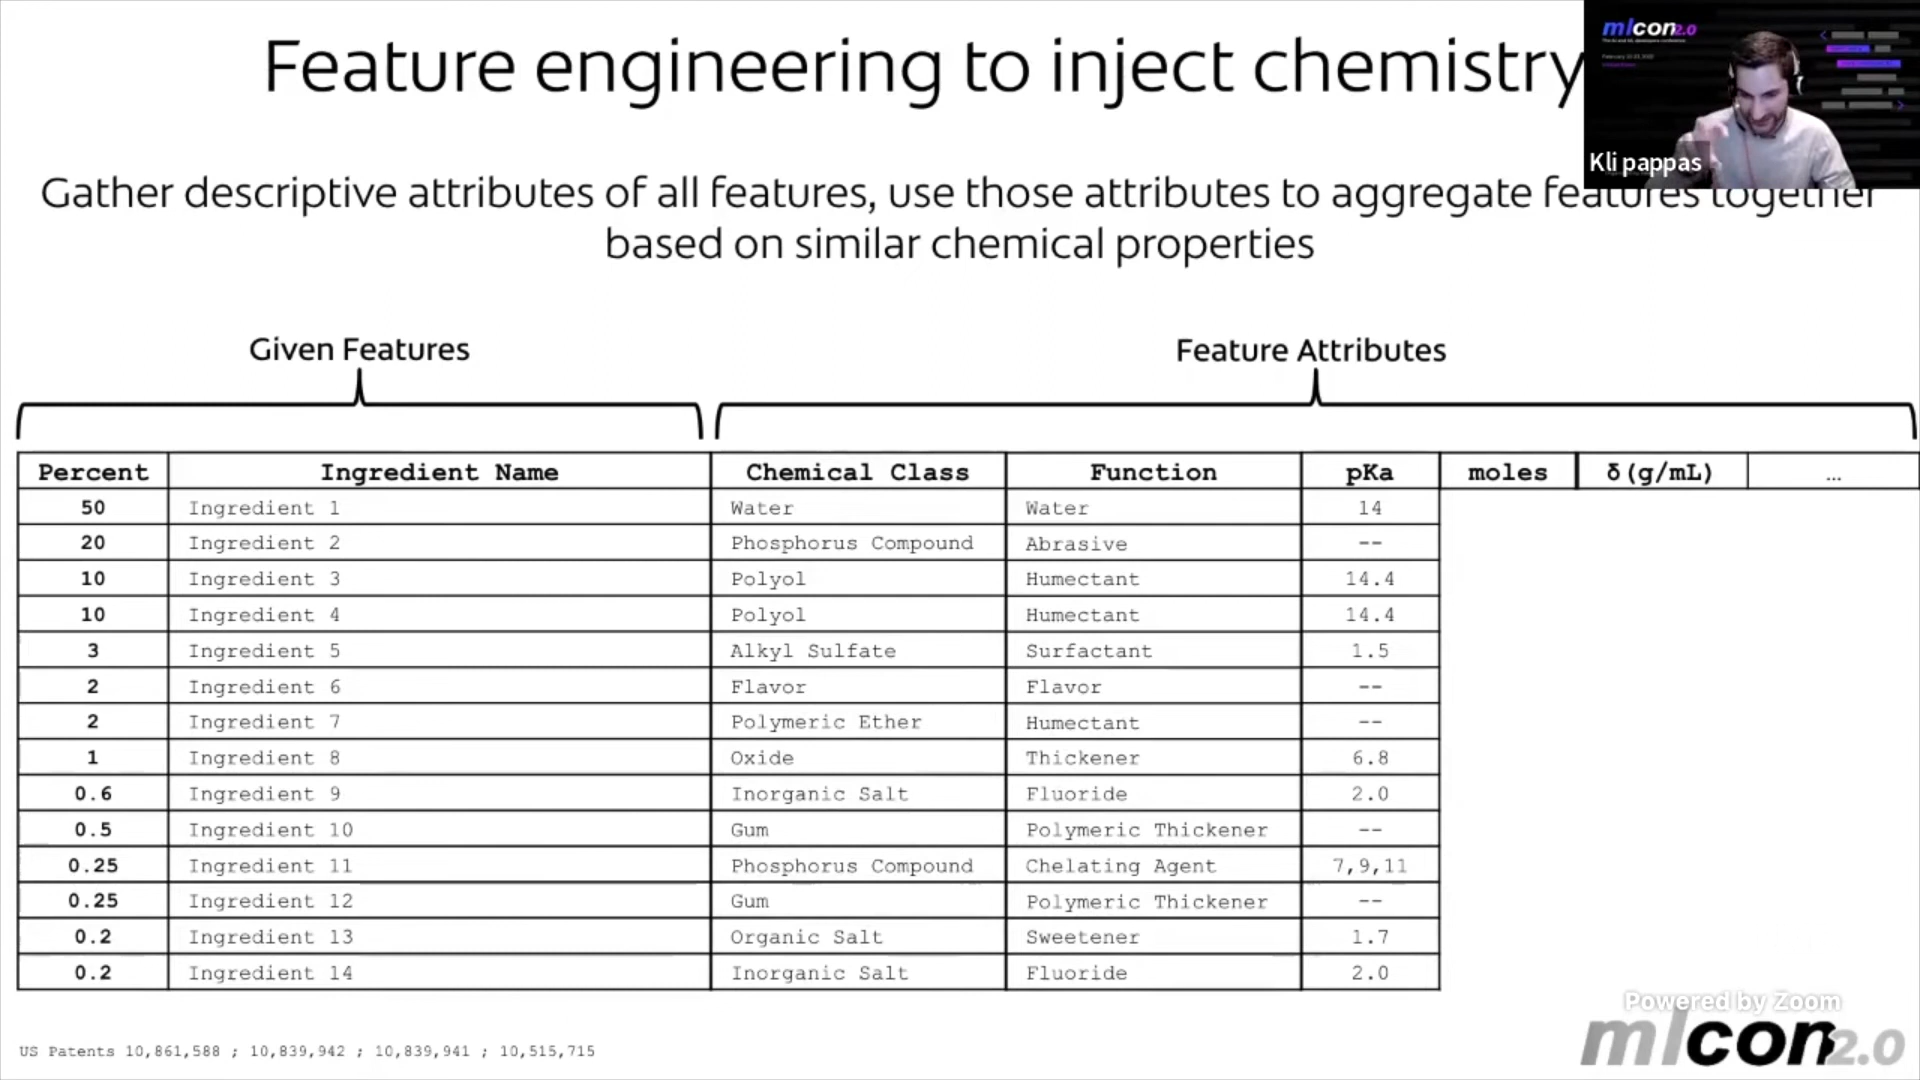 Feature engineering to inject chemistry
mlcon2.0
Kli pappas
Gather descriptive attributes of all features, use those attributes to aggregate features together
based on similar chemical properties
Given Features
Feature Attributes
Percent Ingredient Name Chemical Class Function pKa moles δ(g/mL) …
50 Ingredient 1 Water Water 14
20 Ingredient 2 Phosphorus Compound Abrasive --
10 Ingredient 3 Polyol Humectant 14.4
10 Ingredient 4 Polyol Humectant 14.4
3 Ingredient 5 Alkyl Sulfate Surfactant 1.5
2 Ingredient 6 Flavor Flavor --
2 Ingredient 7 Polymeric Ether Humectant --
1 Ingredient 8 Oxide Thickener 6.8
0.6 Ingredient 9 Inorganic Salt Fluoride 2.0
0.5 Ingredient 10 Gum Polymeric Thickener --
0.25 Ingredient 11 Phosphorus Compound Chelating Agent 7,9,11
0.25 Ingredient 12 Gum Polymeric Thickener --
0.2 Ingredient 13 Organic Salt Sweetener 1.7
0.2 Ingredient 14 Inorganic Salt Fluoride 2.0
Powered by Zoom
mlcon2.0
US Patents 10,861,588 ; 10,839,942 ; 10,839,941 ; 10,515,715